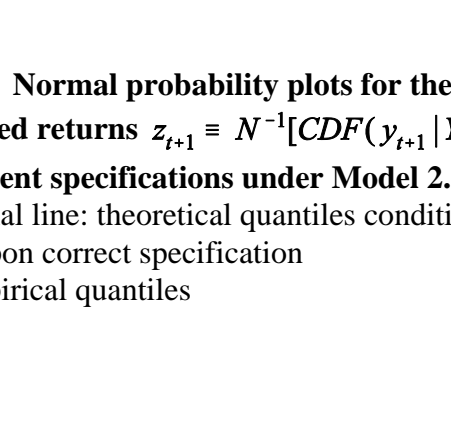 Normal probability plots for the
ed returns z_{t+1} ≡ N^{-1}[CDF(y_{t+1}|Y
ent specifications under Model 2.
al line: theoretical quantiles conditi
on correct specification
irical quantiles